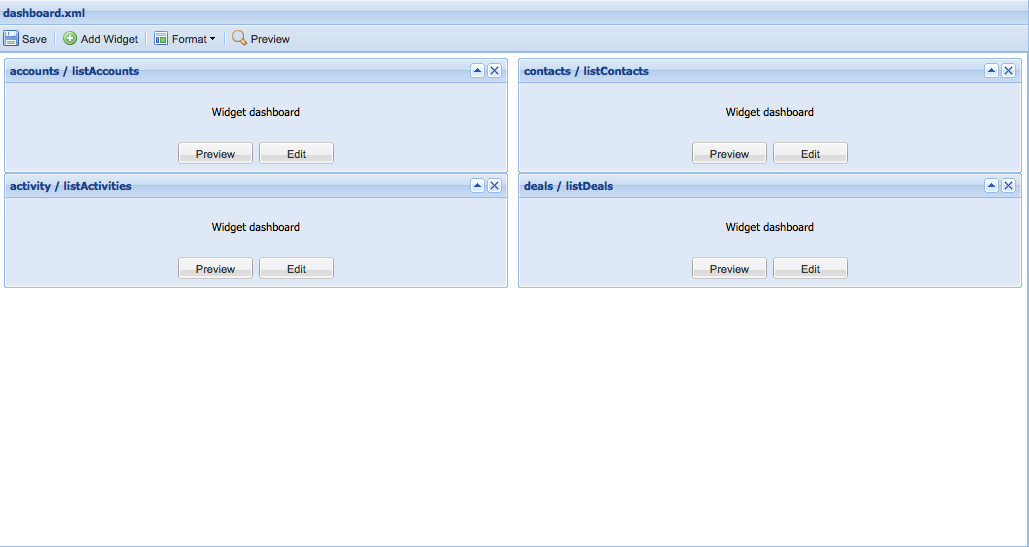 dashboard.xml
Save Add Widget Format Preview
accounts / listAccounts
Widget dashboard
Preview Edit
contacts / listContacts
Widget dashboard
Preview Edit
activity / listActivities
Widget dashboard
Preview Edit
deals / listDeals
Widget dashboard
Preview Edit